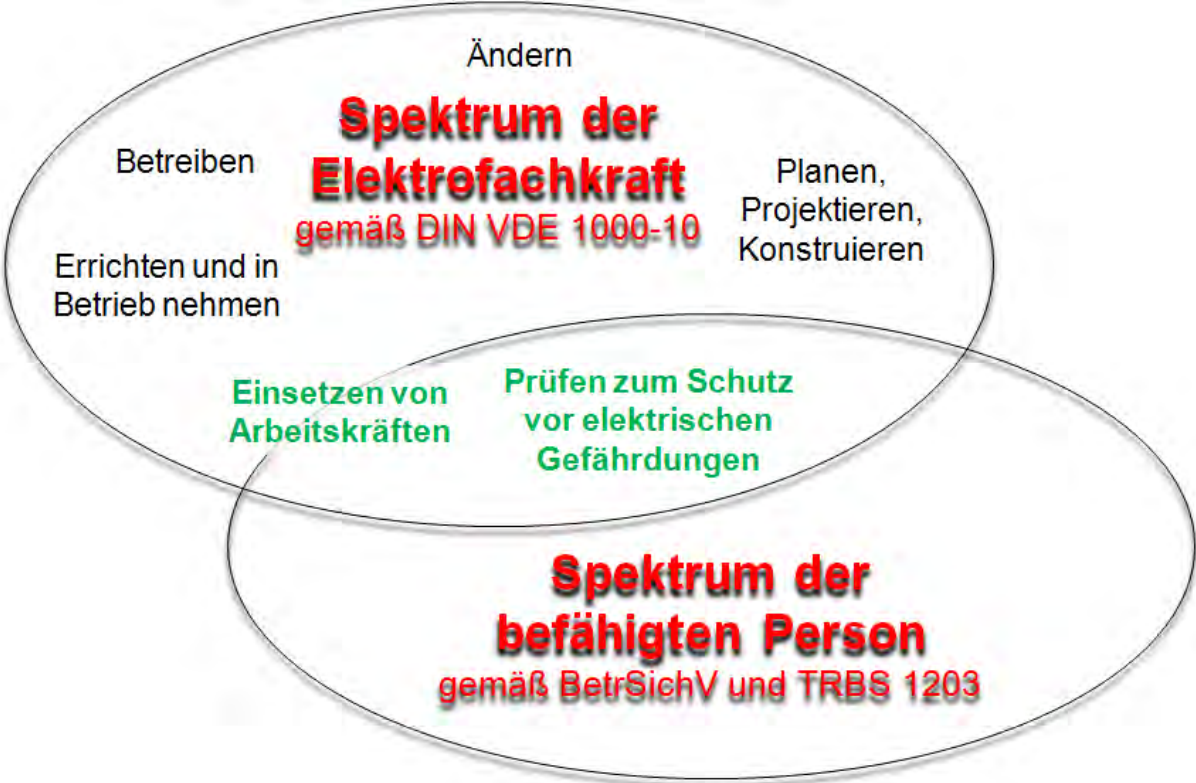 Ändern
Spektrum der
Elektrofachkraft
gemäß DIN VDE 1000-10
Betreiben
Planen,
Projektieren,
Konstruieren
Errichten und in
Betrieb nehmen
Einsetzen von
Arbeitskräften
Prüfen zum Schutz
vor elektrischen
Gefährdungen
Spektrum der
befähigten Person
gemäß BetrSichV und TRBS 1203